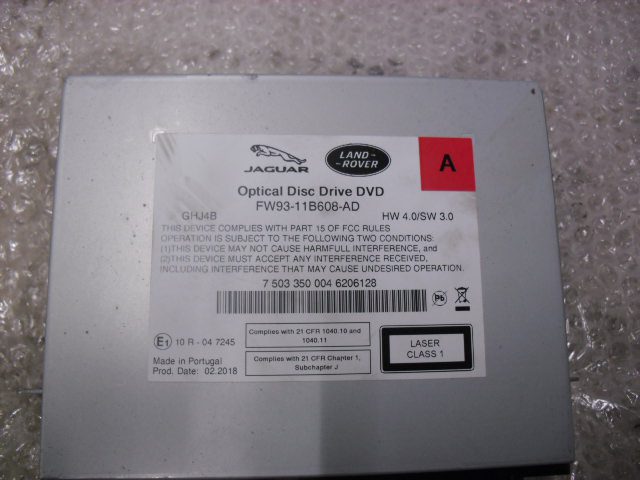 JAGUAR
LAND-
-ROVER
A
Optical Disc Drive DVD
FW93-11B608-AD
GHJ4B HW 4.0/SW 3.0
THIS DEVICE COMPLIES WITH PART 15 OF FCC RULES
OPERATION IS SUBJECT TO THE FOLLOWING TWO CONDITIONS:
(1)THIS DEVICE MAY NOT CAUSE HARMFULL INTERFERENCE, and
(2)THIS DEVICE MUST ACCEPT ANY INTERFERENCE RECEIVED,
INCLUDING INTERFERENCE THAT MAY CAUSE UNDESIRED OPERATION.
7 503 350 004 6206128
Pb
E1 10 R - 04 7245
Complies with 21 CFR 1040.10 and
1040.11
LASER
CLASS 1
Made in Portugal
Prod. Date: 02.2018
Complies with 21 CFR Chapter 1,
Subchapter J